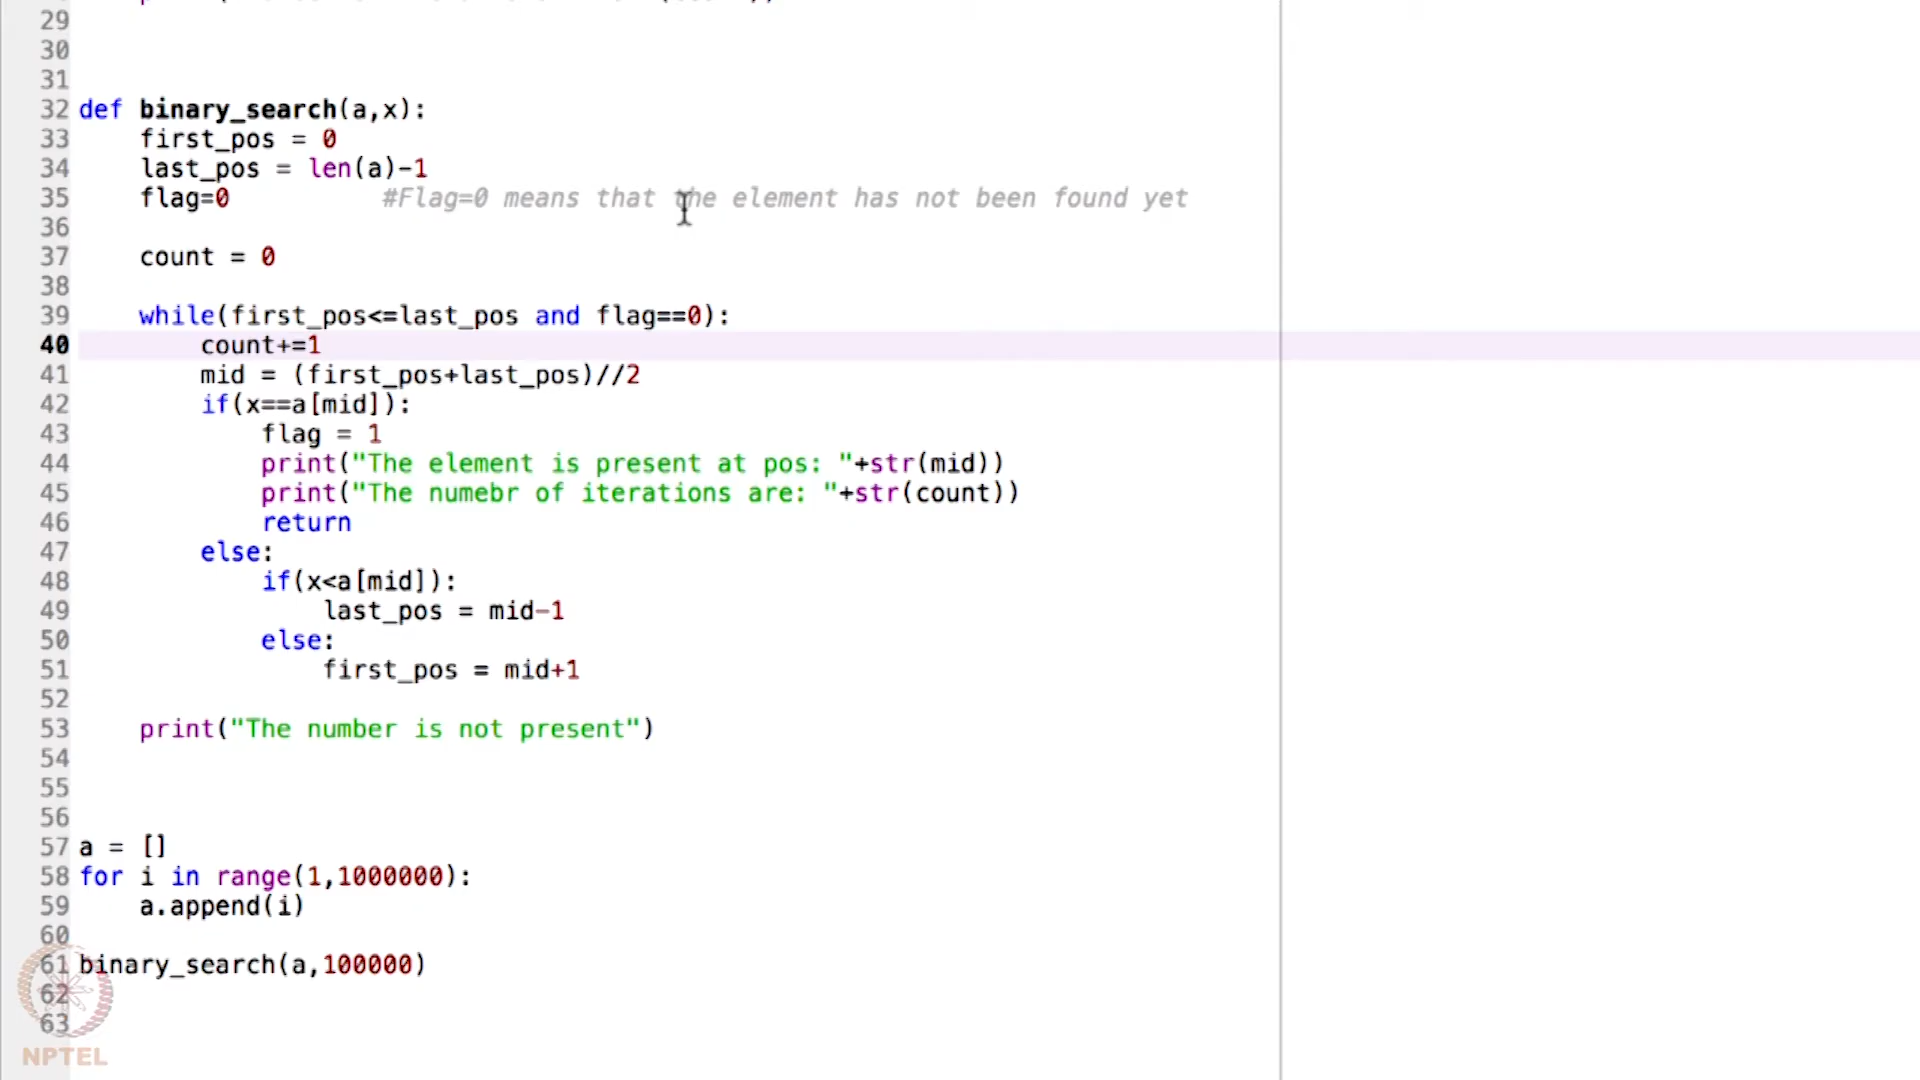 29
30
31
32 def binary_search(a,x):
33     first_pos = 0
34     last_pos = len(a)-1
35     flag=0          #Flag=0 means that the element has not been found yet
36
37     count = 0
38
39     while(first_pos<=last_pos and flag==0):
40         count+=1
41         mid = (first_pos+last_pos)//2
42         if(x==a[mid]):
43             flag = 1
44             print("The element is present at pos: "+str(mid))
45             print("The numebr of iterations are: "+str(count))
46             return
47         else:
48             if(x<a[mid]):
49                 last_pos = mid-1
50             else:
51                 first_pos = mid+1
52
53     print("The number is not present")
54
55
56
57 a = []
58 for i in range(1,1000000):
59     a.append(i)
60
61 binary_search(a,100000)
62
63
NPTEL